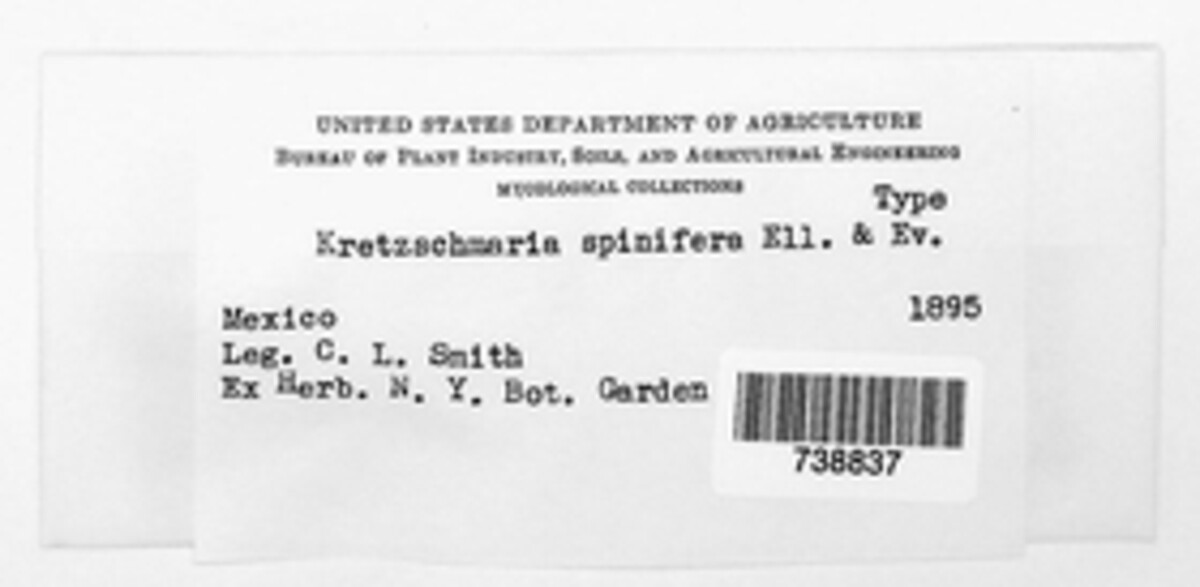 UNITED STATES DEPARTMENT OF AGRICULTURE
BUREAU OF PLANT INDUSTRY, SOILS, AND AGRICULTURAL ENGINEERING
MYCOLOGICAL COLLECTIONS
Type
Kretzschmaria spinifera Ell. & Ev.
Mexico 1895
Leg. C. L. Smith
Ex Herb. N. Y. Bot. Garden
738837